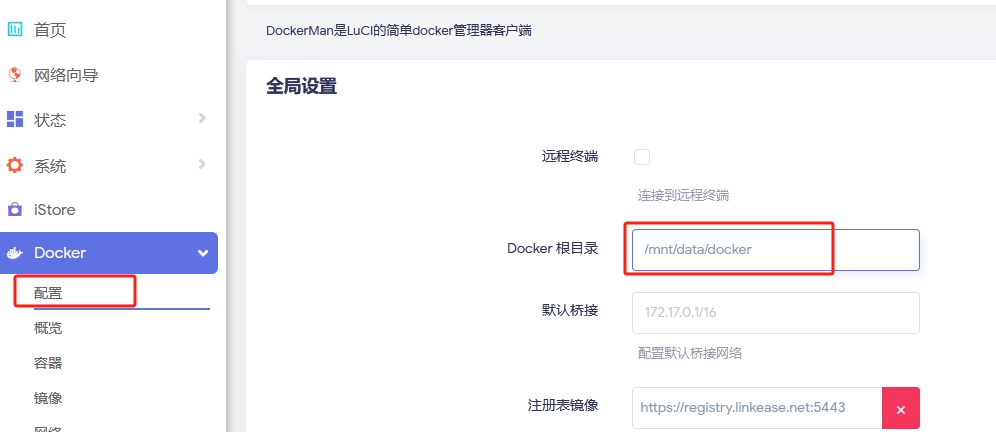 首页
网络向导
状态
系统
iStore
Docker
配置
概览
容器
镜像
DockerMan是LuCI的简单docker管理器客户端
全局设置
远程终端
连接到远程终端
Docker 根目录
/mnt/data/docker
默认桥接
172.17.0.1/16
配置默认桥接网络
注册表镜像
https://registry.linkease.net:5443
×